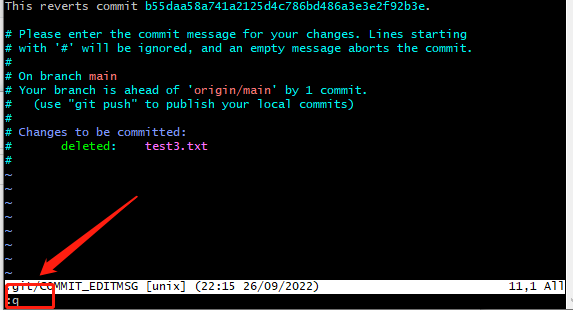 This reverts commit b55daa58a741a2125d4c786bd486a3e3e2f92b3e.
# Please enter the commit message for your changes. Lines starting
# with '#' will be ignored, and an empty message aborts the commit.
#
# On branch main
# Your branch is ahead of 'origin/main' by 1 commit.
#   (use "git push" to publish your local commits)
#
# Changes to be committed:
#       deleted:    test3.txt
#
~
~
~
~
~
~
~
~
.git/COMMIT_EDITMSG [unix] (22:15 26/09/2022) 11,1 All
:q